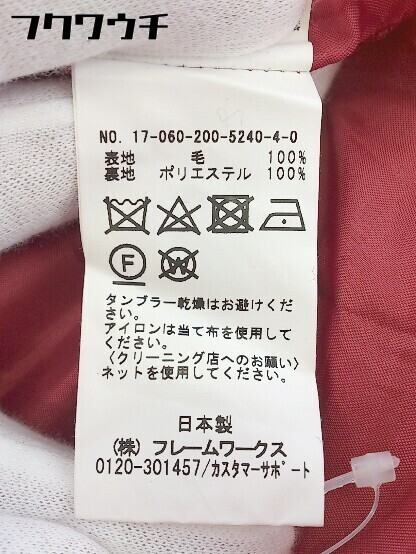 フクワウチ
NO. 17-060-200-5240-4-0
表地 毛 100%
裏地 ポリエステル 100%
F
W
タンブラー乾燥はお避けくだ
さい。
アイロンは当て布を使用して
ください。
〈クリーニング店へのお願い〉
ネットを使用してください。
日本製
(株) フレームワークス
0120-301457/カスタマーサポート